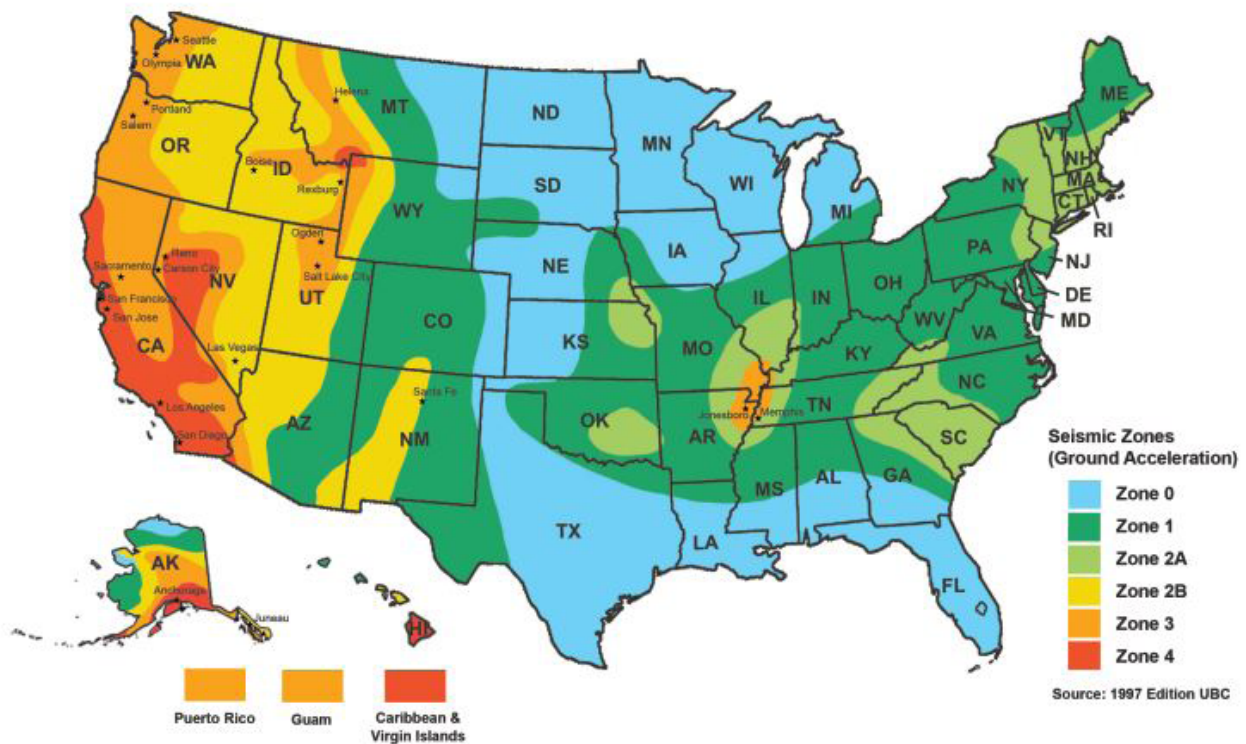 Seattle
Olympia
WA
Portland
Salem
OR
Helena
MT
ND
MN
WI
MI
ME
VT
NH
MA
CT
RI
NY
Boise
ID
Rexburg
WY
SD
IA
NE
PA
NJ
DE
MD
Ogden
Salt Lake City
UT
Reno
Carson City
NV
Sacramento
San Francisco
San Jose
CA
Las Vegas
Los Angeles
San Diego
CO
KS
MO
IL
IN
OH
WV
VA
KY
NC
TN
SC
AZ
Santa Fe
NM
OK
AR
Jonesboro
Memphis
MS
AL
GA
TX
LA
FL
AK
Anchorage
Juneau
HI
Puerto Rico
Guam
Caribbean &
Virgin Islands
Seismic Zones
(Ground Acceleration)
Zone 0
Zone 1
Zone 2A
Zone 2B
Zone 3
Zone 4
Source: 1997 Edition UBC